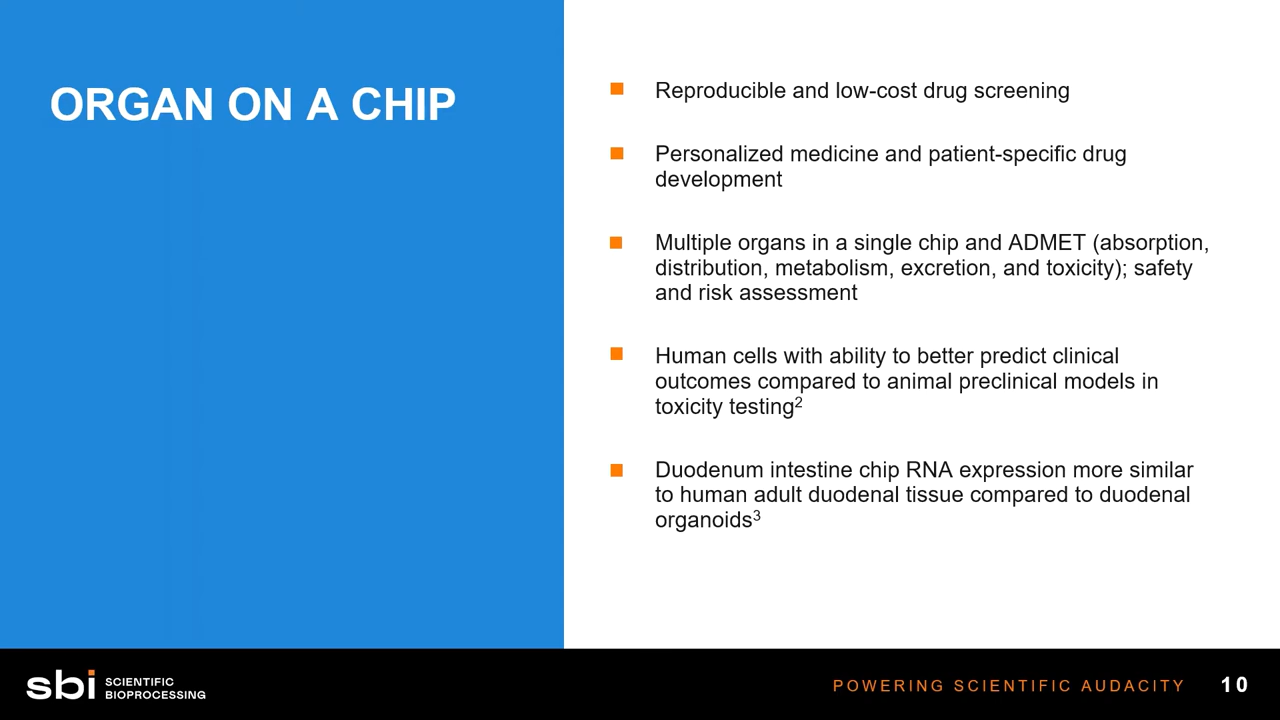 ORGAN ON A CHIP
Reproducible and low-cost drug screening
Personalized medicine and patient-specific drug
development
Multiple organs in a single chip and ADMET (absorption,
distribution, metabolism, excretion, and toxicity); safety
and risk assessment
Human cells with ability to better predict clinical
outcomes compared to animal preclinical models in
toxicity testing²
Duodenum intestine chip RNA expression more similar
to human adult duodenal tissue compared to duodenal
organoids³
sbi SCIENTIFIC
BIOPROCESSING
POWERING SCIENTIFIC AUDACITY 10